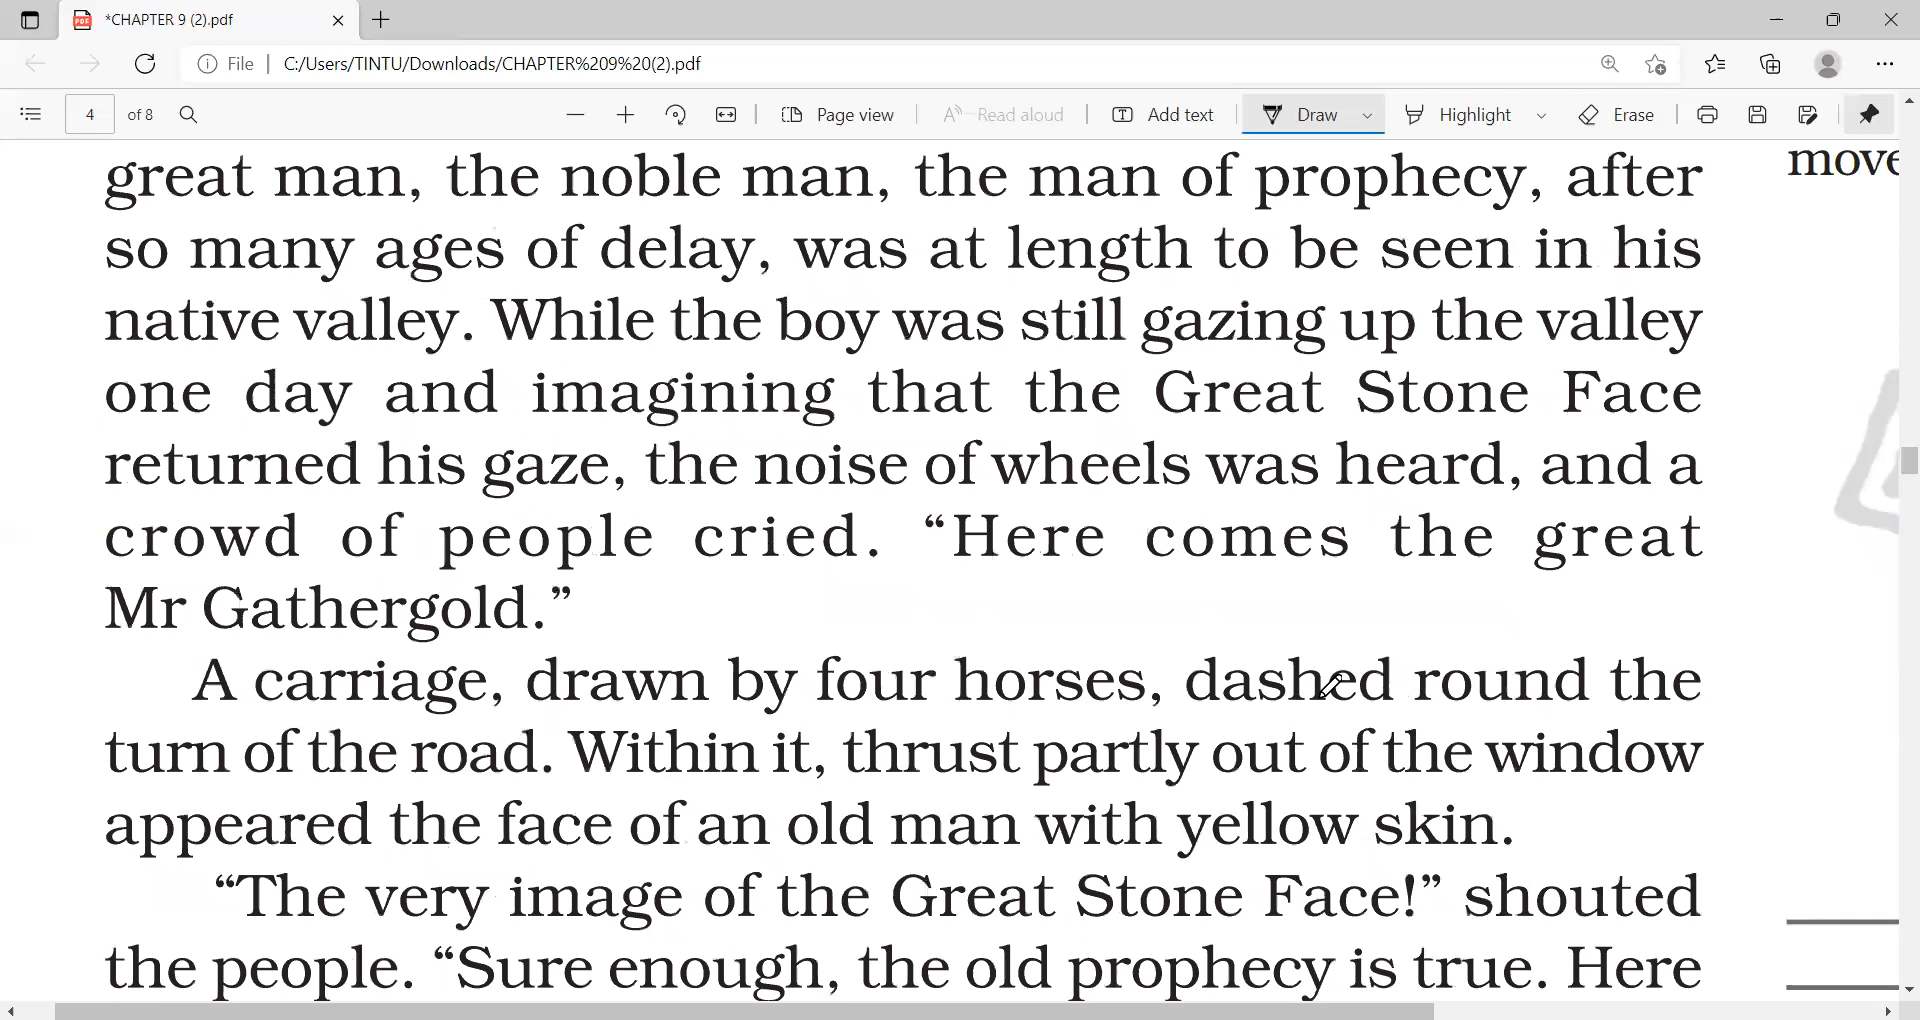 *CHAPTER 9 (2).pdf
File
C:/Users/TINTU/Downloads/CHAPTER%209%20(2).pdf
4 of 8
Page view
Read aloud
Add text
Draw
Highlight
Erase
great man, the noble man, the man of prophecy, after
so many ages of delay, was at length to be seen in his
native valley. While the boy was still gazing up the valley
one day and imagining that the Great Stone Face
returned his gaze, the noise of wheels was heard, and a
crowd of people cried. “Here comes the great
Mr Gathergold.”
A carriage, drawn by four horses, dashed round the
turn of the road. Within it, thrust partly out of the window
appeared the face of an old man with yellow skin.
“The very image of the Great Stone Face!” shouted
the people. “Sure enough, the old prophecy is true. Here
move